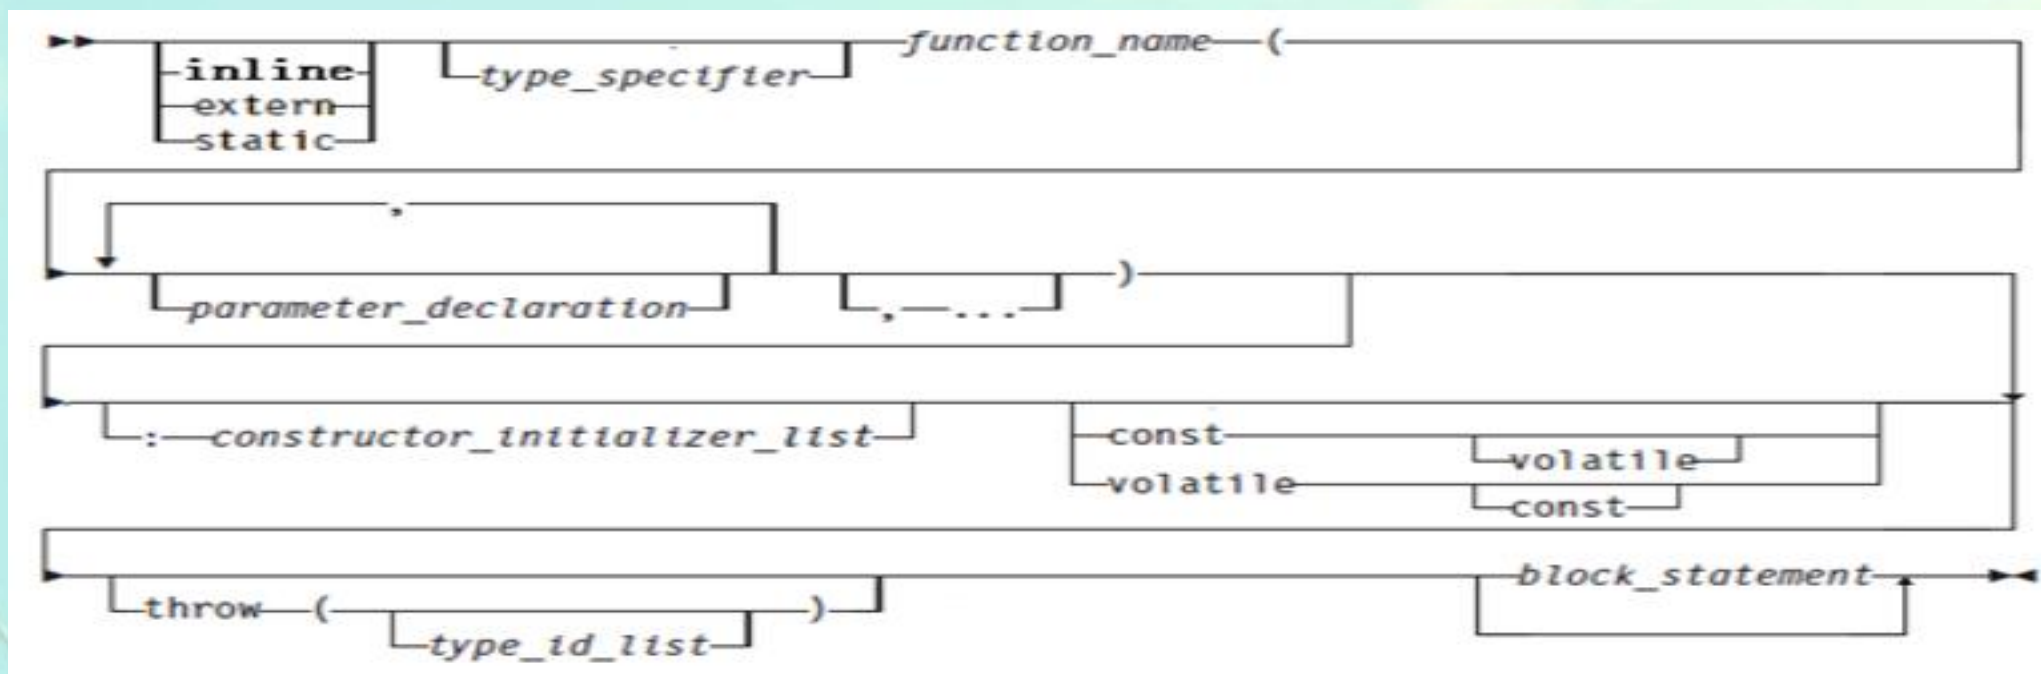 function_name (
inline type_specifier
extern
static
,
)
parameter_declaration , ...
: constructor_initializer_list const
volatile
volatile
const
block_statement
throw ( )
type_id_list